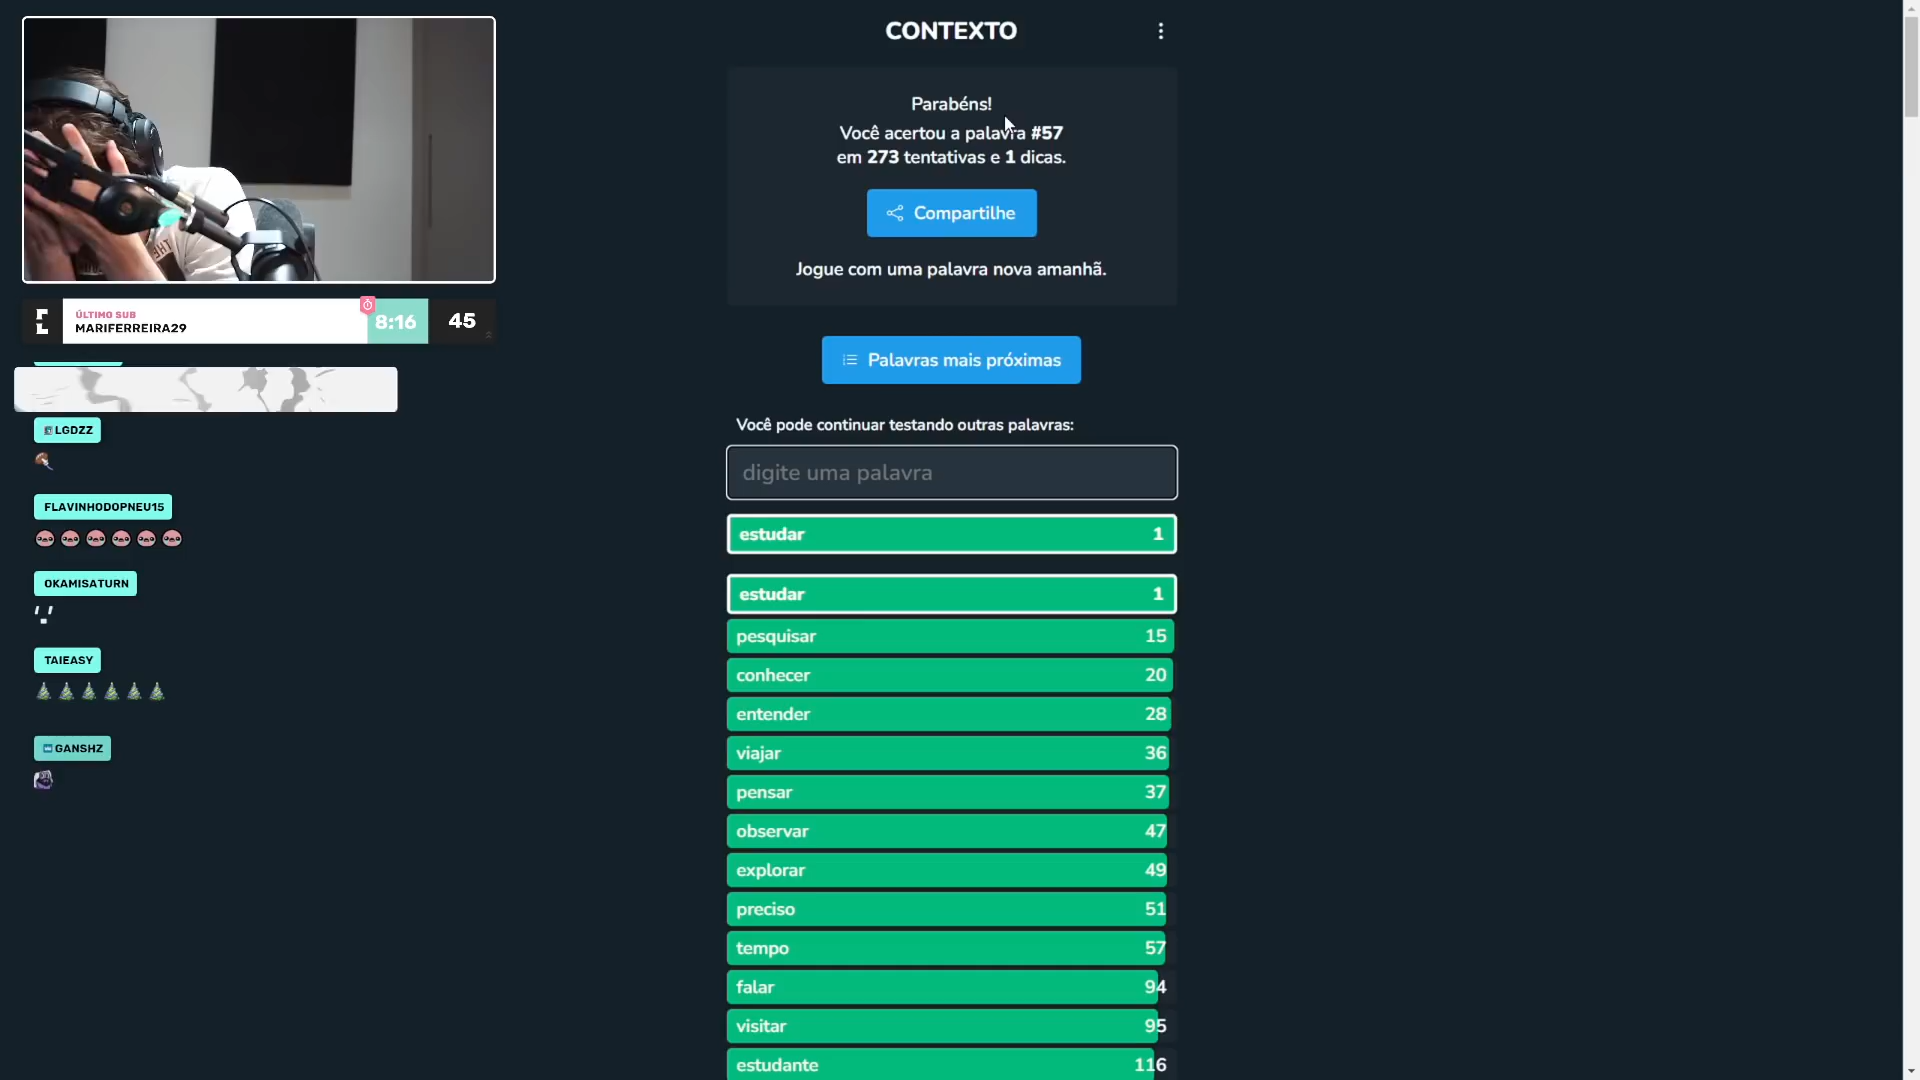 CONTEXTO
Parabéns!
Você acertou a palavra #57
em 273 tentativas e 1 dicas.
Compartilhe
Jogue com uma palavra nova amanhã.
Palavras mais próximas
Você pode continuar testando outras palavras:
digite uma palavra
estudar 1
estudar 1
pesquisar 15
conhecer 20
entender 28
viajar 36
pensar 37
observar 47
explorar 49
preciso 51
tempo 57
falar 94
visitar 95
estudante 116
ÚLTIMO SUB
MARIFERREIRA29
8:16
45
LGDZZ
FLAVINHODOPNEU15
OKAMISATURN
TAIEASY
GANSHZ